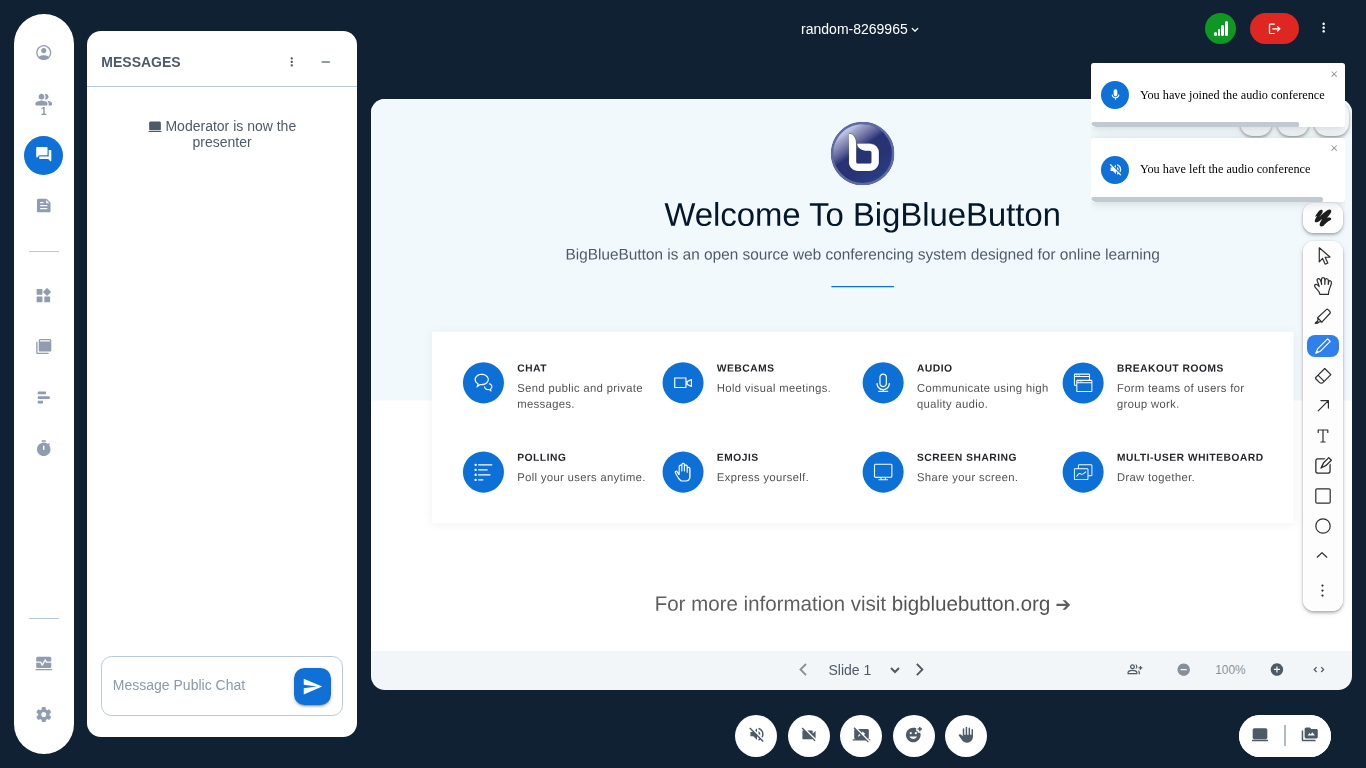 random-8269965
1
MESSAGES
Moderator is now the
presenter
Message Public Chat
You have joined the audio conference
You have left the audio conference
Welcome To BigBlueButton
BigBlueButton is an open source web conferencing system designed for online learning
CHAT
Send public and private
messages.
WEBCAMS
Hold visual meetings.
AUDIO
Communicate using high
quality audio.
BREAKOUT ROOMS
Form teams of users for
group work.
POLLING
Poll your users anytime.
EMOJIS
Express yourself.
SCREEN SHARING
Share your screen.
MULTI-USER WHITEBOARD
Draw together.
For more information visit bigbluebutton.org ➔
Slide 1
100%